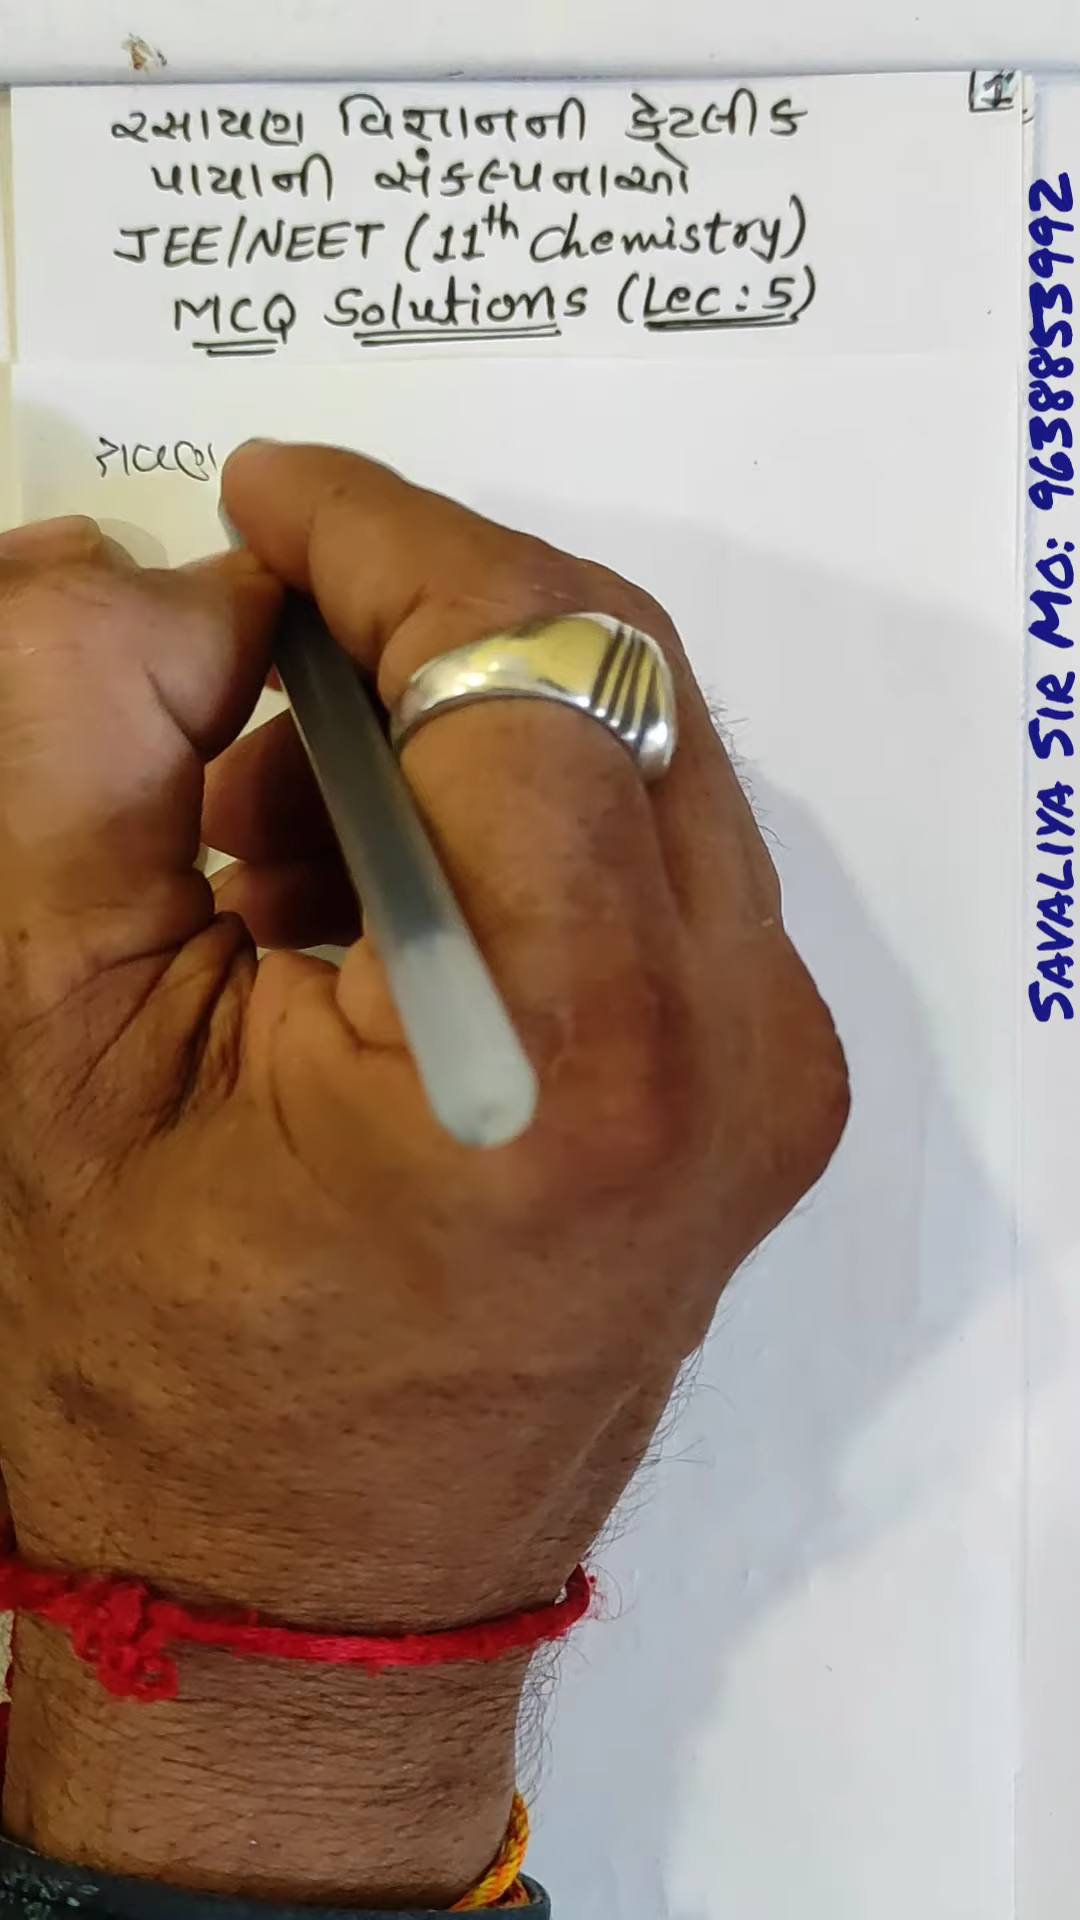 રસાયણ વિજ્ઞાનની કેટલીક
પાયાની સંકલ્પનાઓ
JEE/NEET (11th Chemistry)
MCQ Solutions (Lec: 5)
1
SAVALIYA SIR MO: 9638853992